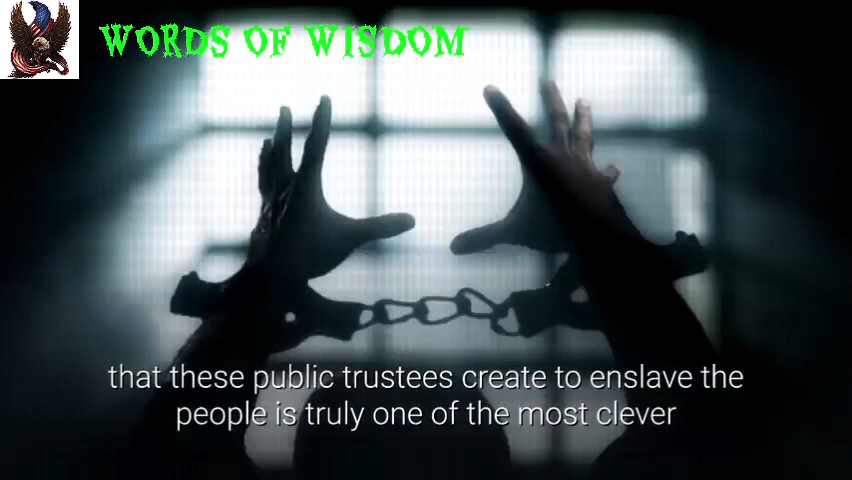 WORDS OF WISDOM
that these public trustees create to enslave the
people is truly one of the most clever